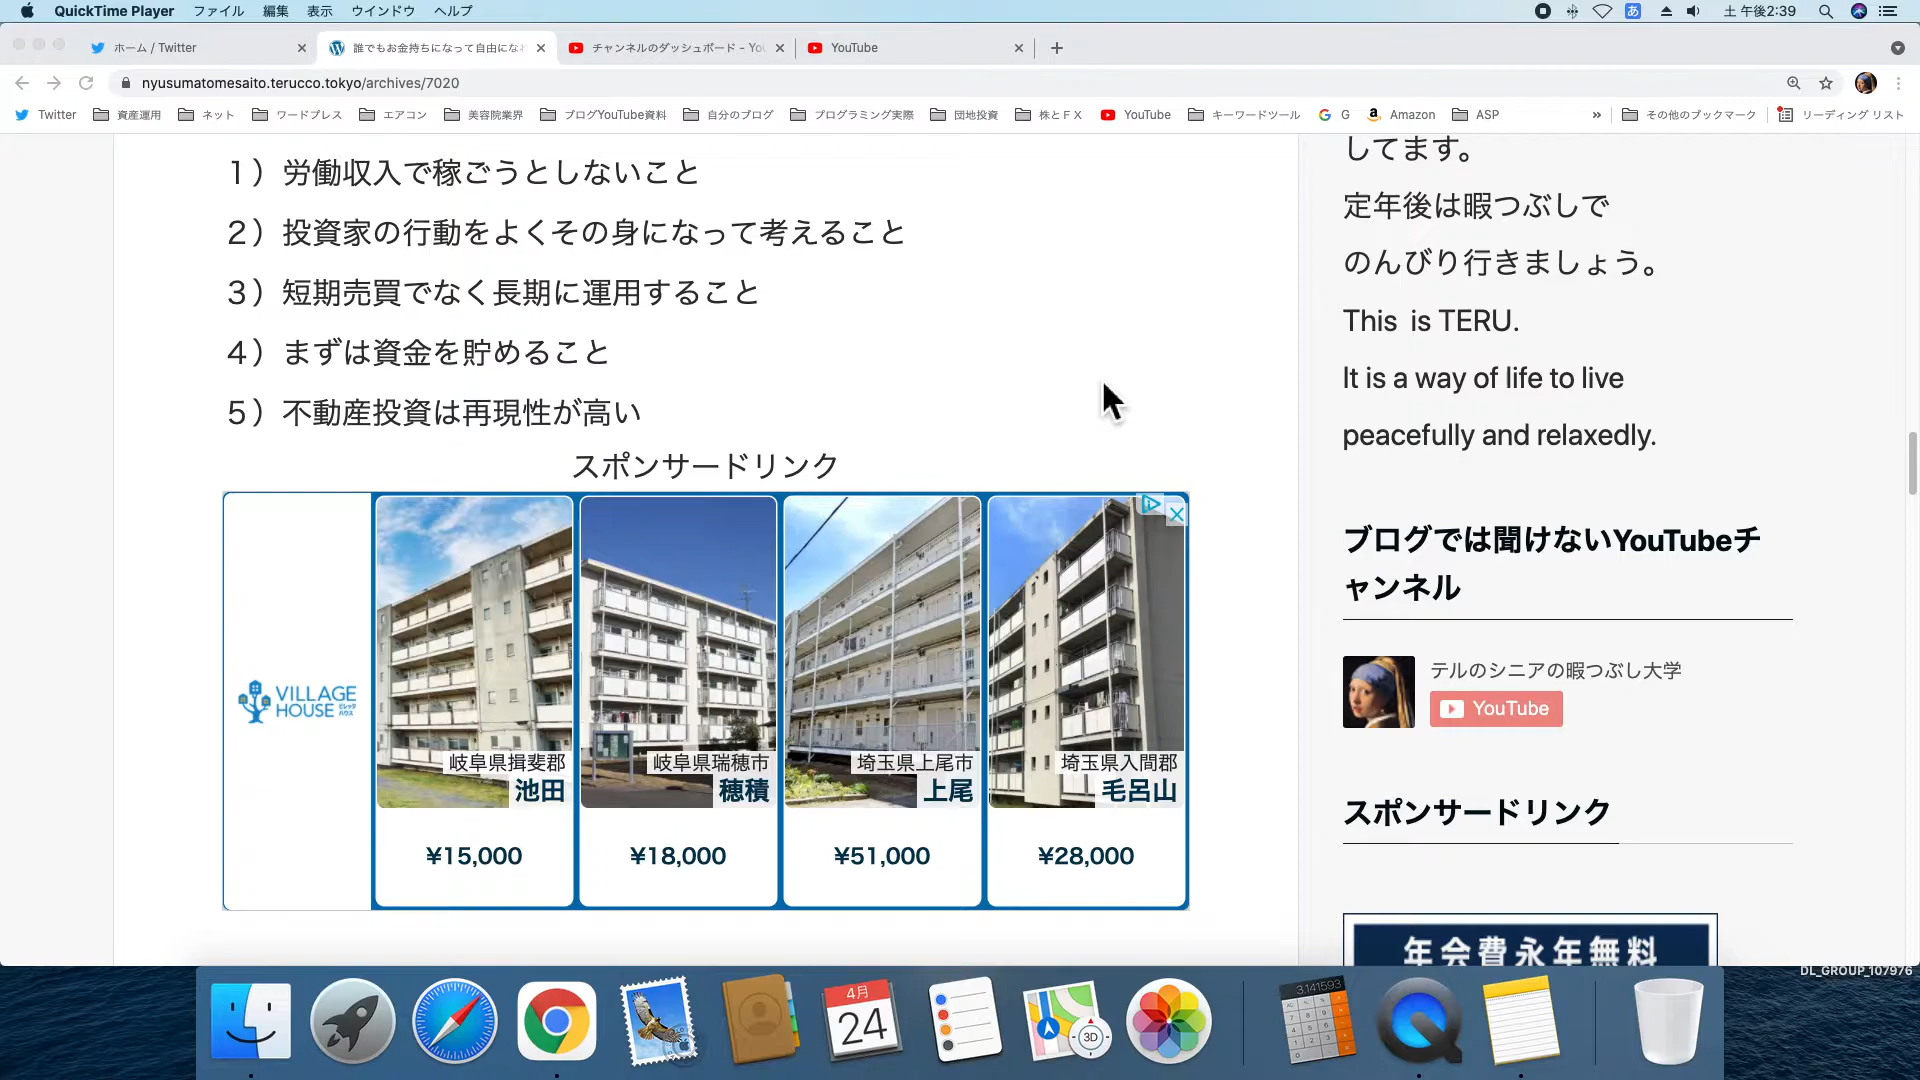 QuickTime Player ファイル 編集 表示 ウインドウ ヘルプ あ 土 午後2:39
ホーム / Twitter 誰でもお金持ちになって自由になれ チャンネルのダッシュボード - You YouTube
nyusumatomesaito.terucco.tokyo/archives/7020
Twitter 資産運用 ネット ワードプレス エアコン 美容院業界 ブログYouTube資料 自分のブログ プログラミング実際 団地投資 株とFX YouTube キーワードツール G Amazon ASP » その他のブックマーク リーディング リスト
1）労働収入で稼ごうとしないこと
2）投資家の行動をよくその身になって考えること
3）短期売買でなく長期に運用すること
4）まずは資金を貯めること
5）不動産投資は再現性が高い
スポンサードリンク
VILLAGE
HOUSE ビレッジ
ハウス
岐阜県揖斐郡
池田
¥15,000
岐阜県瑞穂市
穂積
¥18,000
埼玉県上尾市
上尾
¥51,000
埼玉県入間郡
毛呂山
¥28,000
してます。
定年後は暇つぶしで
のんびり行きましょう。
This is TERU.
It is a way of life to live
peacefully and relaxedly.
ブログでは聞けないYouTubeチ
ャンネル
テルのシニアの暇つぶし大学
YouTube
スポンサードリンク
年会費永年無料
DL_GROUP_107976
4月
24
3D
3.141593